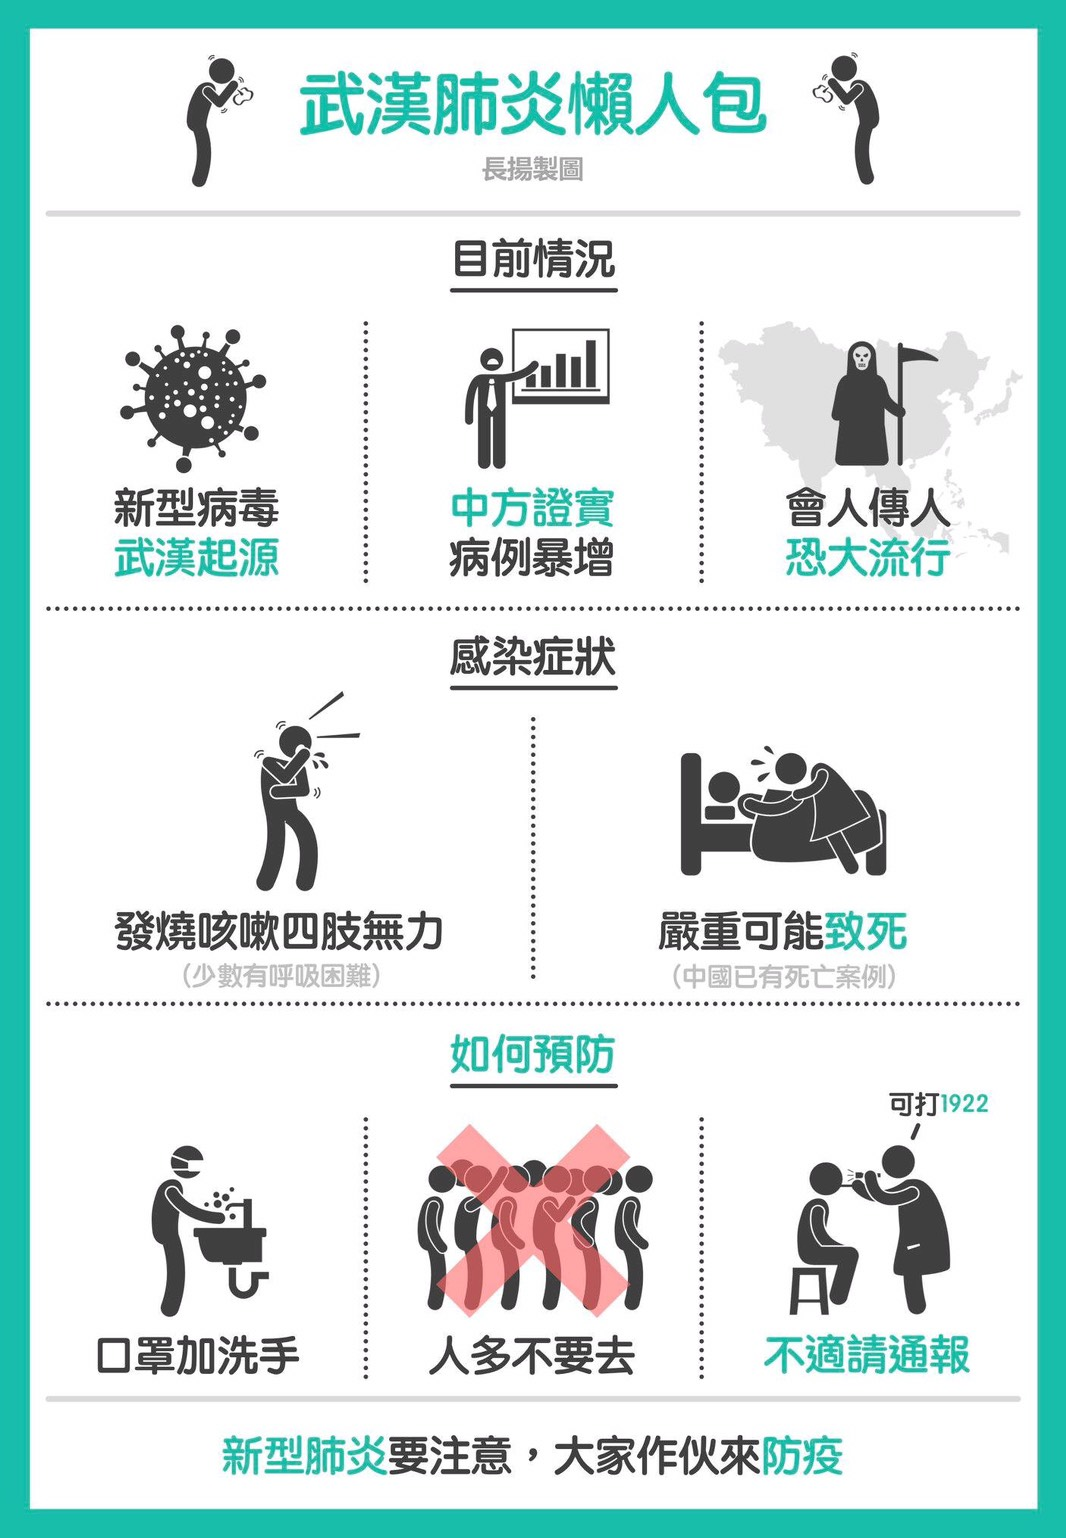 武漢肺炎懶人包
長揚製圖
目前情況
新型病毒
武漢起源
中方證實
病例暴增
會人傳人
恐大流行
感染症狀
發燒咳嗽四肢無力
(少數有呼吸困難)
嚴重可能致死
(中國已有死亡案例)
如何預防
口罩加洗手
人多不要去
可打1922
不適請通報
新型肺炎要注意，大家作伙來防疫